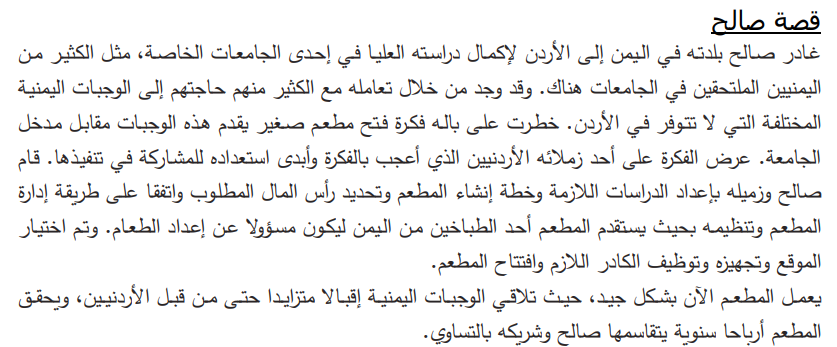 قصة صالح
غادر صالح بلدته في اليمن إلى الأردن لإكمال دراسته العليا في إحدى الجامعات الخاصة، مثل الكثير من
اليمنيين الملتحقين في الجامعات هناك. وقد وجد من خلال تعامله مع الكثير منهم حاجتهم إلى الوجبات اليمنية
المختلفة التي لا تتوفر في الأردن. خطرت على باله فكرة فتح مطعم صغير يقدم هذه الوجبات مقابل مدخل
الجامعة. عرض الفكرة على أحد زملائه الأردنيين الذي أعجب بالفكرة وأبدى استعداده للمشاركة في تنفيذها. قام
صالح وزميله بإعداد الدراسات اللازمة وخطة إنشاء المطعم وتحديد رأس المال المطلوب واتفقا على طريقة إدارة
المطعم وتنظيمه بحيث يستقدم المطعم أحد الطباخين من اليمن ليكون مسؤولا عن إعداد الطعام. وتم اختيار
الموقع وتجهيزه وتوظيف الكادر اللازم وافتتاح المطعم.
يعمل المطعم الآن بشكل جيد، حيث تلاقي الوجبات اليمنية إقبالا متزايدا حتى من قبل الأردنيين، ويحقق
المطعم أرباحا سنوية يتقاسمها صالح وشريكه بالتساوي.